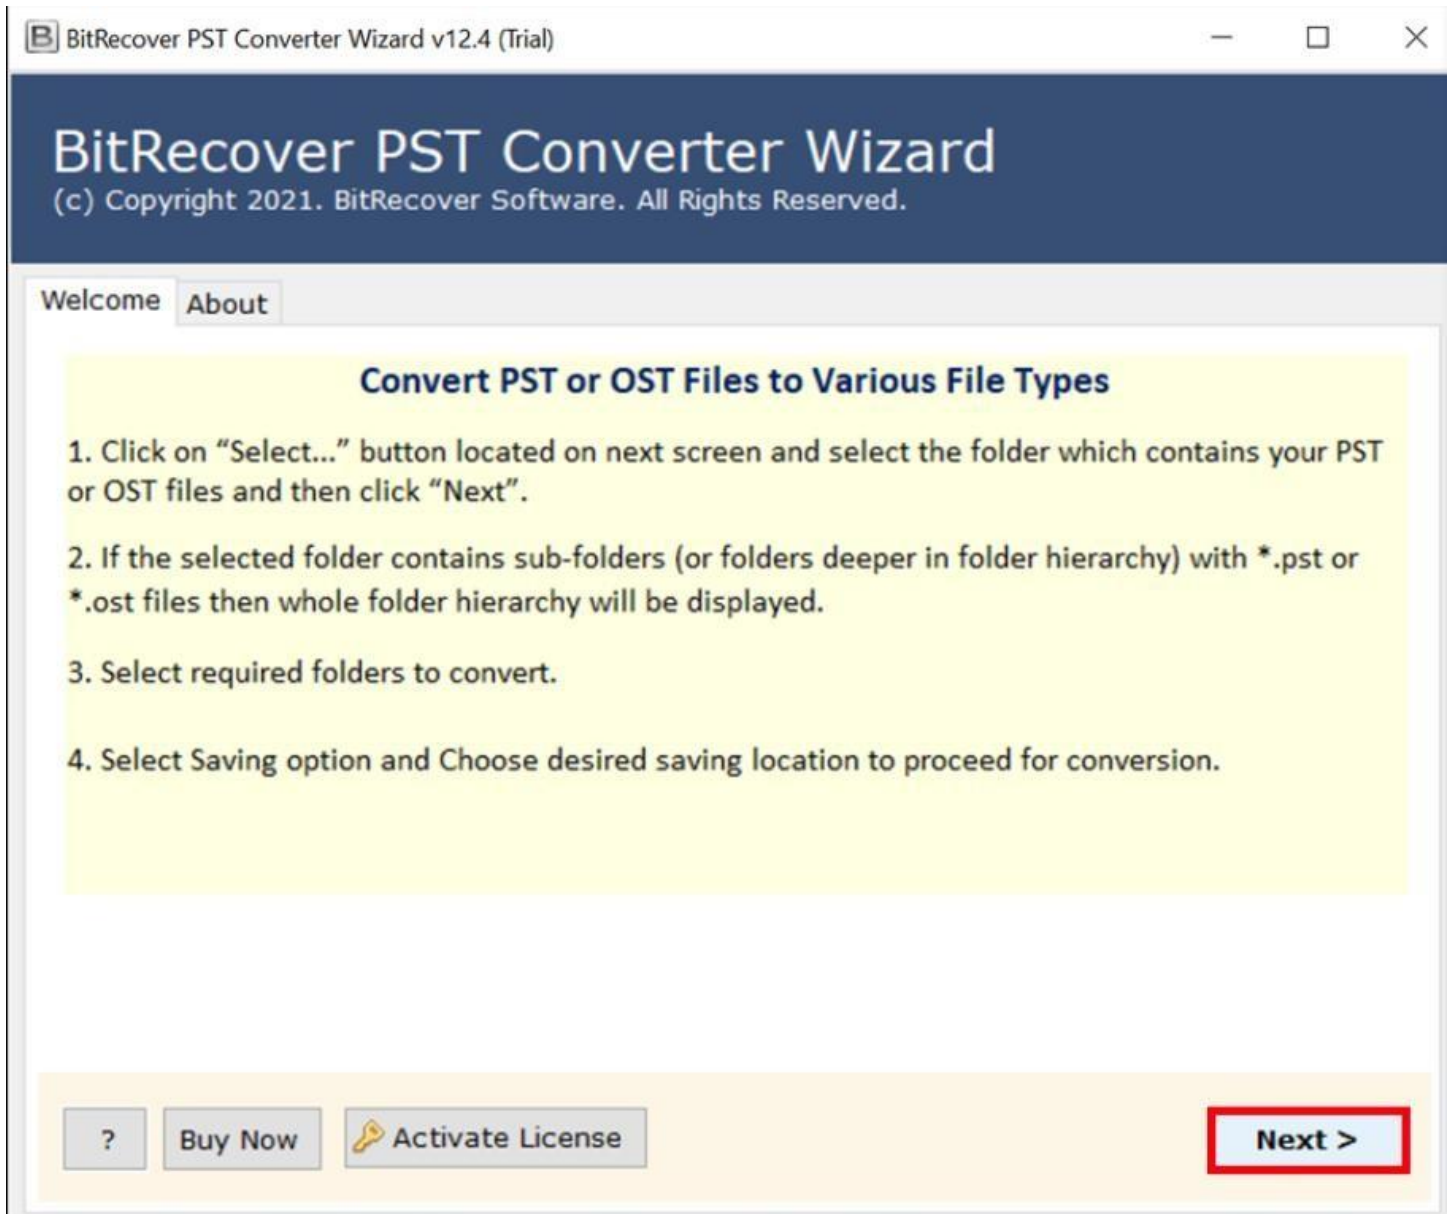 BitRecover PST Converter Wizard v12.4 (Trial)
BitRecover PST Converter Wizard
(c) Copyright 2021. BitRecover Software. All Rights Reserved.
Welcome About
Convert PST or OST Files to Various File Types
1. Click on “Select...” button located on next screen and select the folder which contains your PST
or OST files and then click “Next”.
2. If the selected folder contains sub-folders (or folders deeper in folder hierarchy) with *.pst or
*.ost files then whole folder hierarchy will be displayed.
3. Select required folders to convert.
4. Select Saving option and Choose desired saving location to proceed for conversion.
? Buy Now Activate License Next >